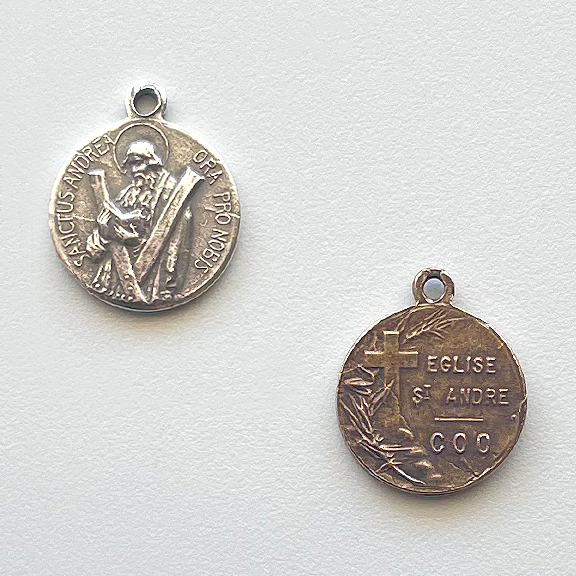 SANCTUS ANDREA
ORA PRO NOBIS
EGLISE
ST ANDRE
COC